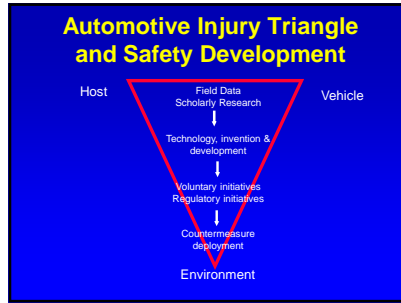 Automotive Injury Triangle
and Safety Development
Host
Vehicle
Field Data
Scholarly Research
Technology, invention &
development
Voluntary initiatives
Regulatory initiatives
Countermeasure
deployment
Environment